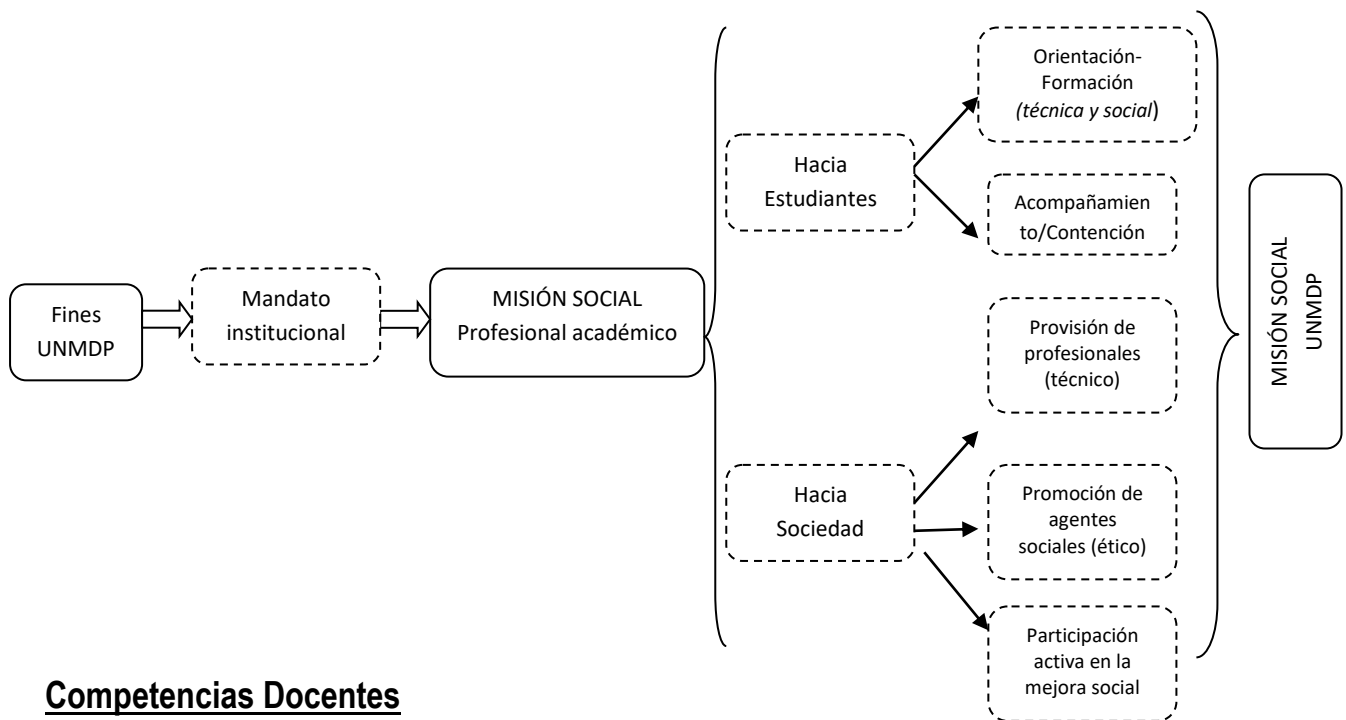 Fines
UNMDP
Mandato
institucional
MISIÓN SOCIAL
Profesional académico
Hacia
Estudiantes
Orientación-
Formación
(técnica y social)
Acompañamien
to/Contención
Hacia
Sociedad
Provisión de
profesionales
(técnico)
Promoción de
agentes
sociales (ético)
Participación
activa en la
mejora social
MISIÓN SOCIAL
UNMDP
Competencias Docentes